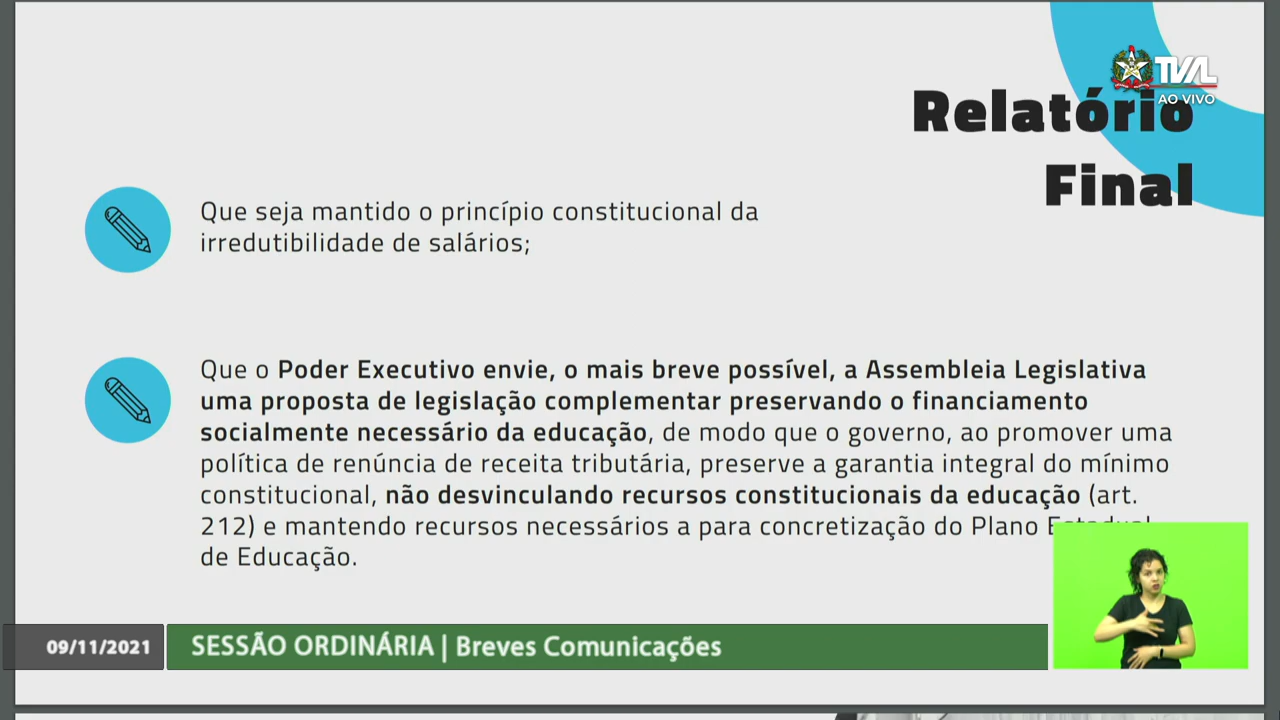 TVAL
AO VIVO
Relatório
Final
Que seja mantido o princípio constitucional da
irredutibilidade de salários;
Que o Poder Executivo envie, o mais breve possível, a Assembleia Legislativa
uma proposta de legislação complementar preservando o financiamento
socialmente necessário da educação, de modo que o governo, ao promover uma
política de renúncia de receita tributária, preserve a garantia integral do mínimo
constitucional, não desvinculando recursos constitucionais da educação (art.
212) e mantendo recursos necessários a para concretização do Plano Estadual
de Educação.
09/11/2021
SESSÃO ORDINÁRIA | Breves Comunicações